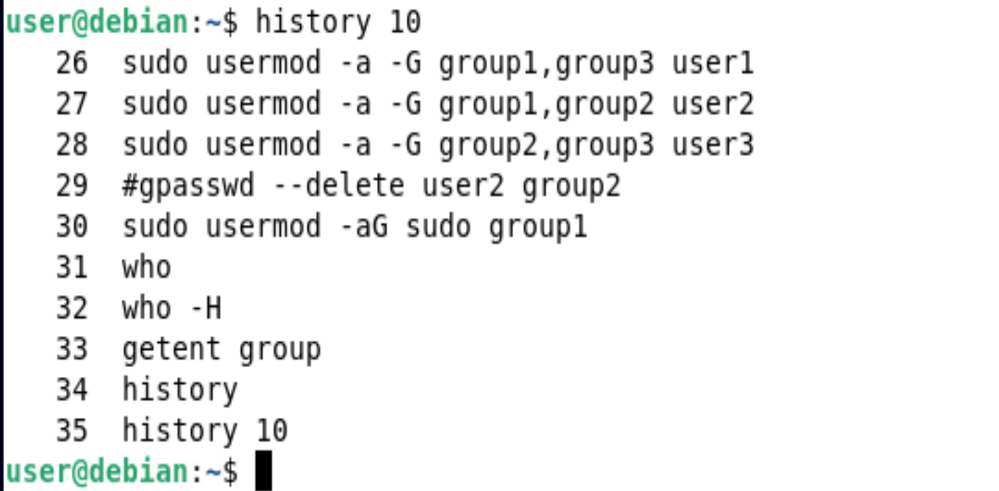 user@debian:~$ history 10
26 sudo usermod -a -G group1,group3 user1
27 sudo usermod -a -G group1,group2 user2
28 sudo usermod -a -G group2,group3 user3
29 #gpasswd --delete user2 group2
30 sudo usermod -aG sudo group1
31 who
32 who -H
33 getent group
34 history
35 history 10
user@debian:~$